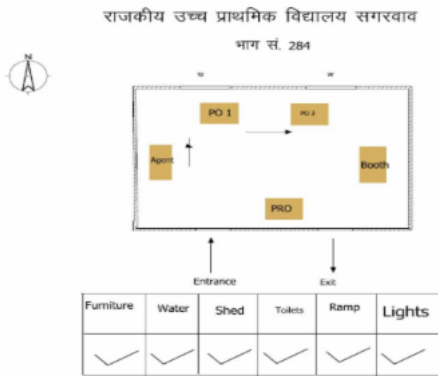 राजकीय उच्च प्राथमिक विद्यालय सगरवाव
भाग सं. 284
N
W W
PO 1 PO 2
Agent Booth
PRO
Entrance Exit
Furniture Water Shed Toilets Ramp Lights